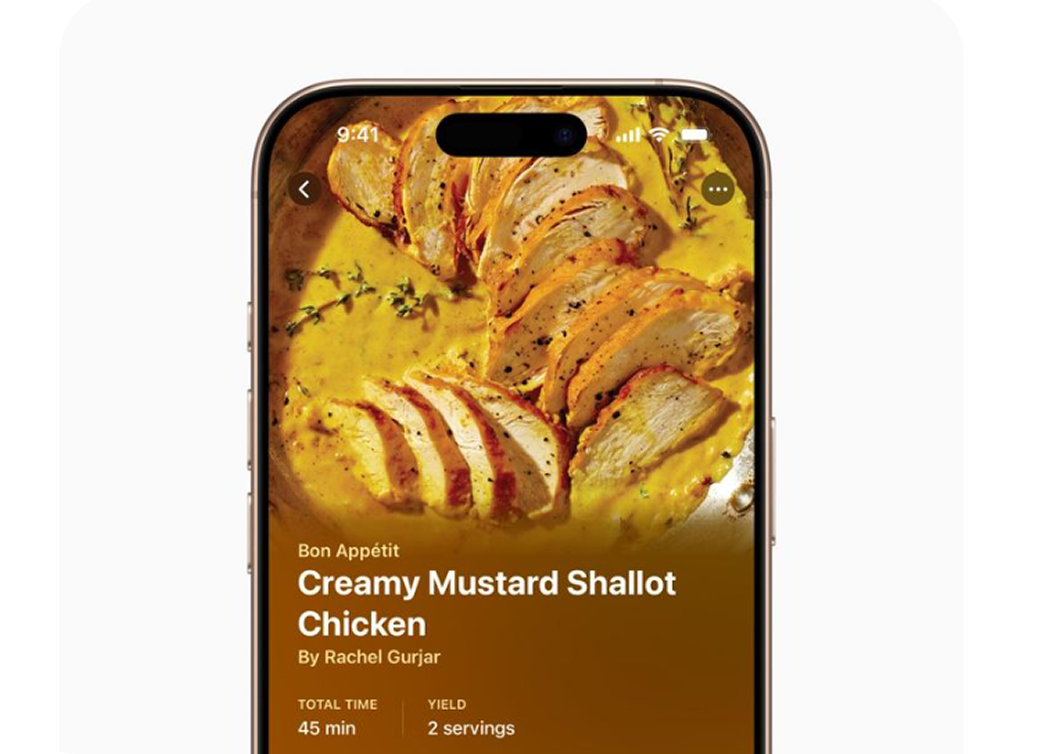 9:41
Bon Appétit
Creamy Mustard Shallot
Chicken
By Rachel Gurjar
TOTAL TIME YIELD
45 min 2 servings